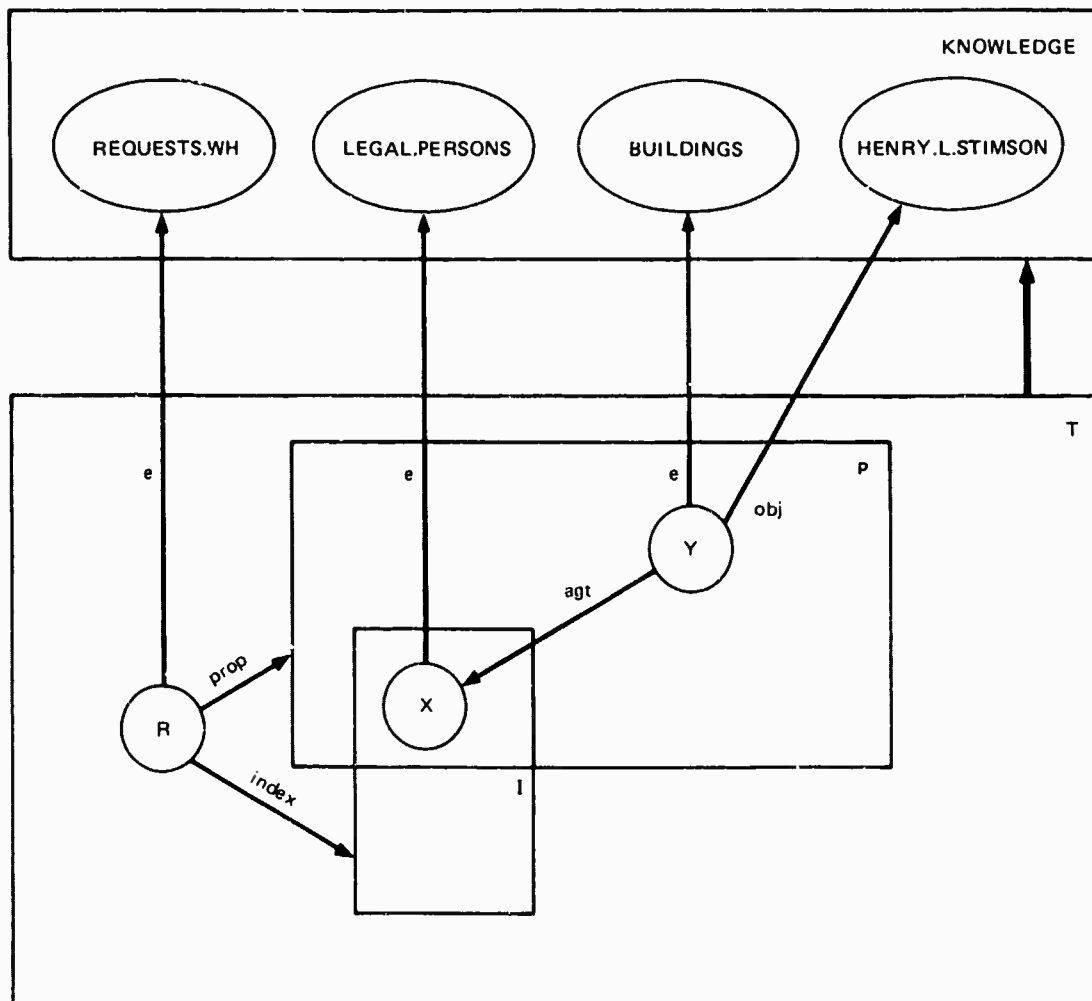 KNOWLEDGE
REQUESTS.WH
LEGAL.PERSONS
BUILDINGS
HENRY.L.STIMSON
T
e
e
e
P
obj
Y
agt
prop
X
R
index
I